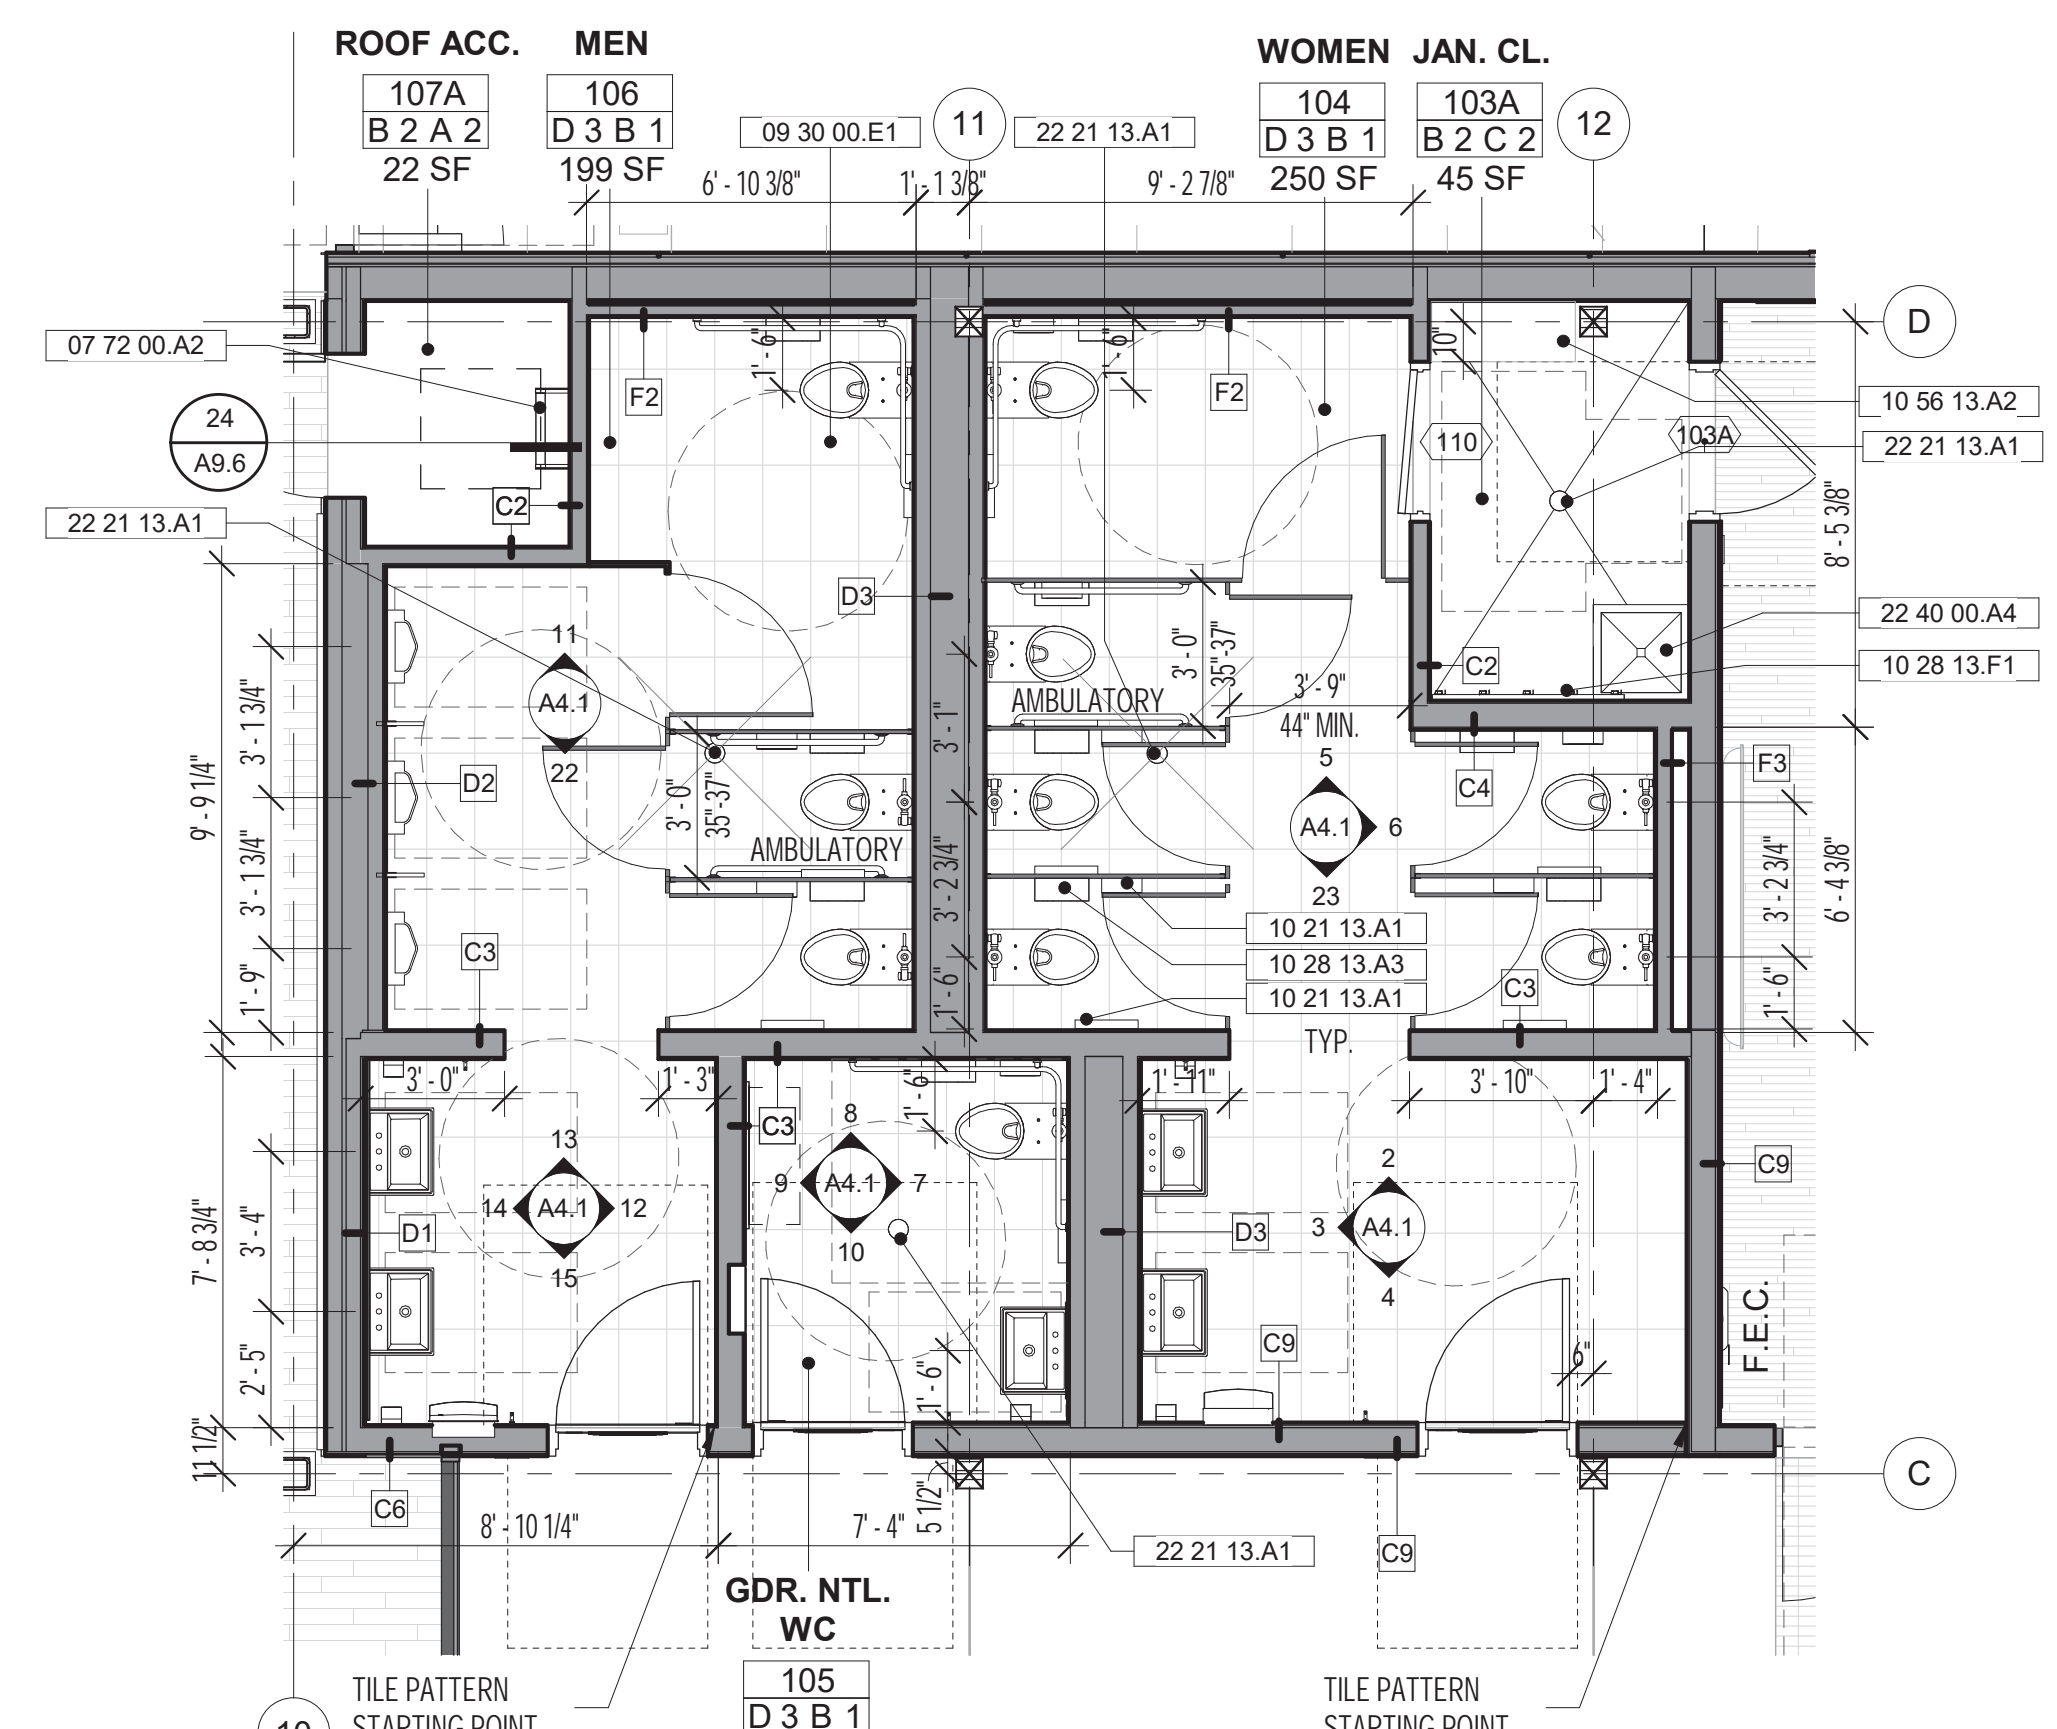 ROOF ACC. MEN WOMEN JAN. CL.
107A 106 104 103A
B 2 A 2 D 3 B 1 D 3 B 1 B 2 C 2
22 SF 199 SF 250 SF 45 SF
09 30 00.E1 11 22 21 13.A1 12
6' - 10 3/8" 1' - 1 3/8" 9' - 2 7/8"
D
07 72 00.A2
1' - 6" 1' - 6" 10"
F2 F2
10 56 13.A2
24
A9.6
110 103A
22 21 13.A1
C2
22 21 13.A1
8' - 5 3/8"
D3
22 40 00.A4
11
A4.1
22
3' - 0"
35"-37"
C2
10 28 13.F1
AMBULATORY
3' - 9"
44" MIN.
3' - 1 3/4"
3' - 1"
9' - 9 1/4"
D2
3' - 0"
35"-37"
5
A4.1 6
23
C4
F3
AMBULATORY
3' - 1 3/4"
3' - 2 3/4"
3' - 2 3/4"
6' - 4 3/8"
10 21 13.A1
C3
10 28 13.A3
10 21 13.A1
C3
1' - 9"
1' - 6"
1' - 6"
TYP.
3' - 0" 1' - 3" 1' - 6" 1' - 11" 3' - 10" 1' - 4"
C3
8
9 A4.1 7
10
13
14 A4.1 12
15
2
3 A4.1
4
C9
D1
D3
7' - 8 3/4"
3' - 4"
2' - 5"
1' - 6"
C9
6"
F.E.C.
11 1/2"
C
C6
8' - 10 1/4" 7' - 4" 5 1/2"
22 21 13.A1
C9
GDR. NTL.
WC
105
D 3 B 1
10
TILE PATTERN
STARTING POINT
TILE PATTERN
STARTING POINT